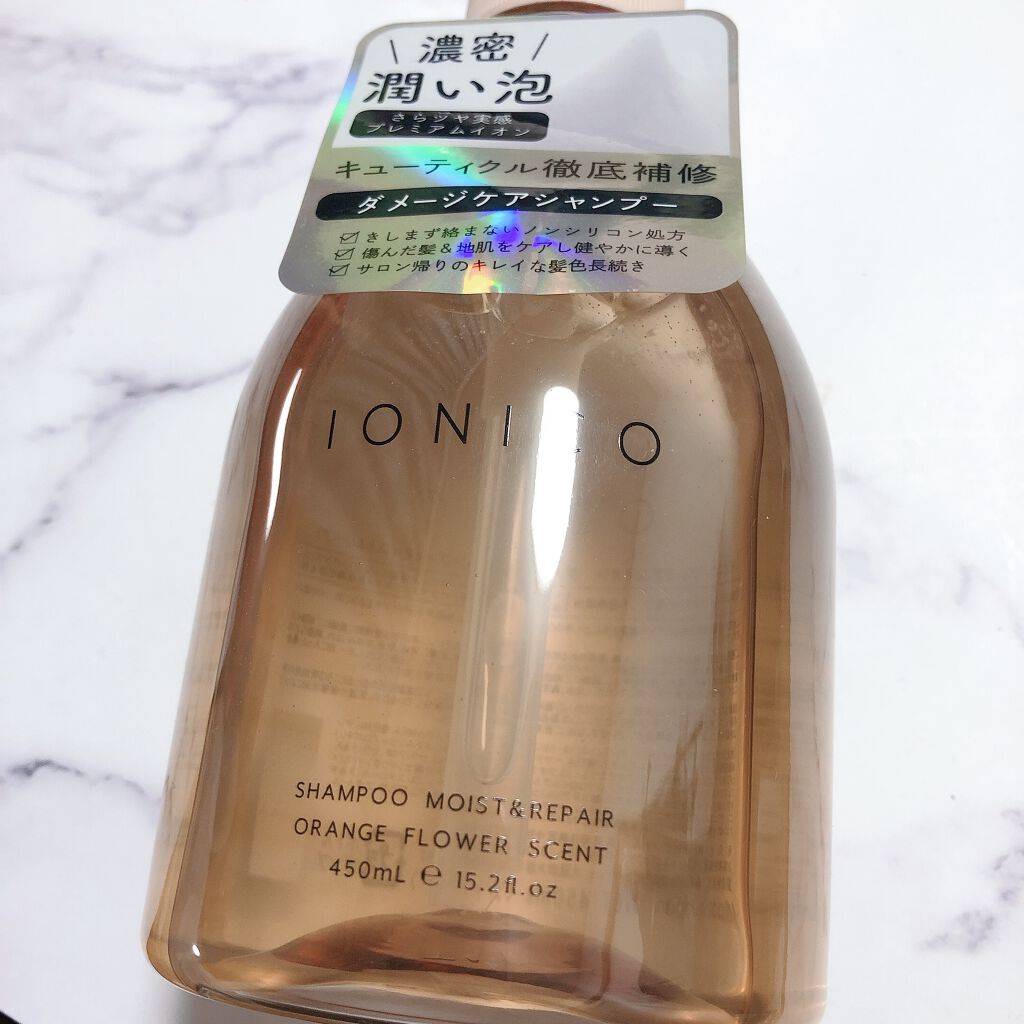 \ 濃密 /
潤い泡
さらツヤ実感
プレミアムイオン
キューティクル徹底補修
ダメージケアシャンプー
☑ きしまず絡まないノンシリコン処方
☑ 傷んだ髪&地肌をケアし健やかに導く
☑ サロン帰りのキレイな髪色長続き
IONICO
SHAMPOO MOIST&REPAIR
ORANGE FLOWER SCENT
450mL ℮ 15.2fl.oz